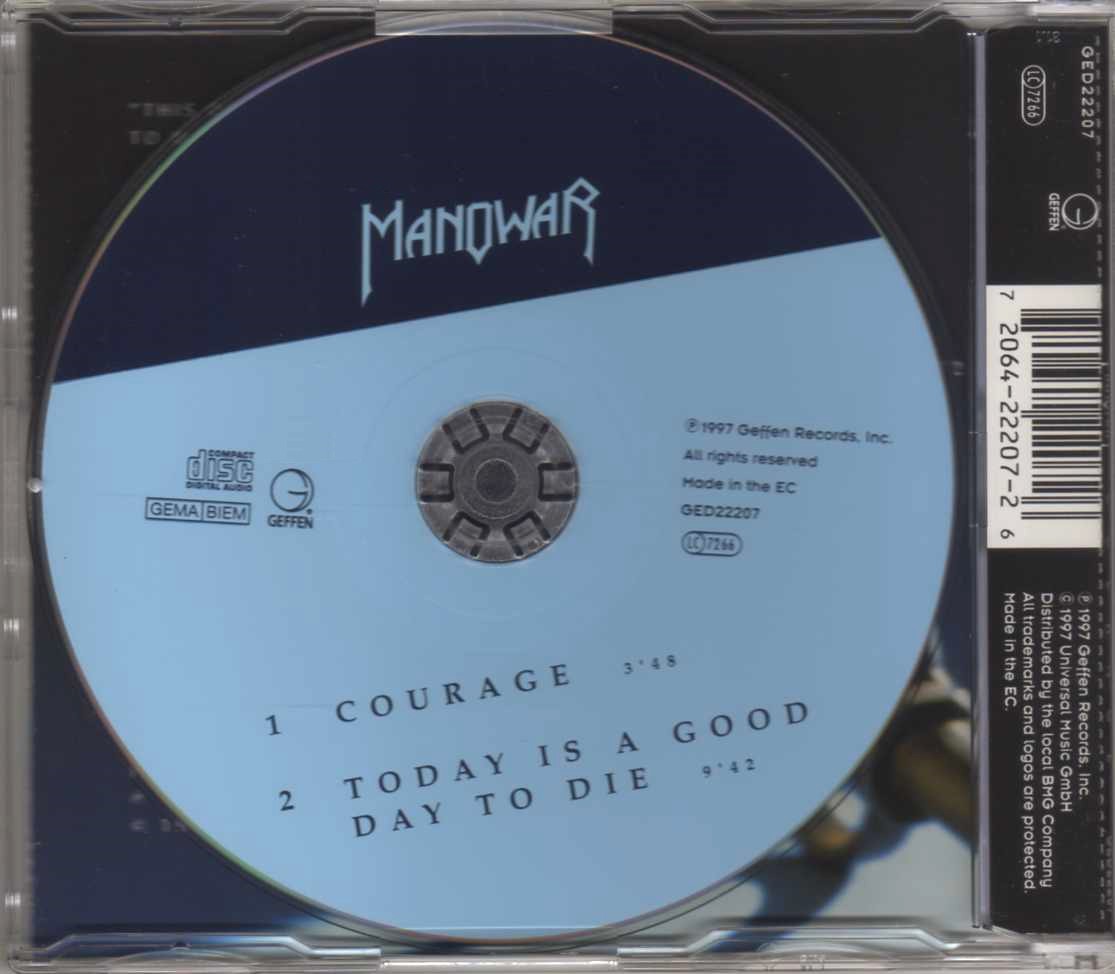 "THIS
TO
MANOWAR
COMPACT
disc
DIGITAL AUDIO
GEMA BIEM
G
GEFFEN
℗ 1997 Geffen Records, Inc.
All rights reserved
Made in the EC
GED22207
LC 7266
1 COURAGE 3'48
2 TODAY IS A GOOD
DAY TO DIE 9'42
GED22207
LC 7266
G
GEFFEN
7 2064-22207-2 6
℗ 1997 Geffen Records, Inc.
© 1997 Universal Music GmbH
Distributed by the local BMG Company
All trademarks and logos are protected.
Made in the EC.